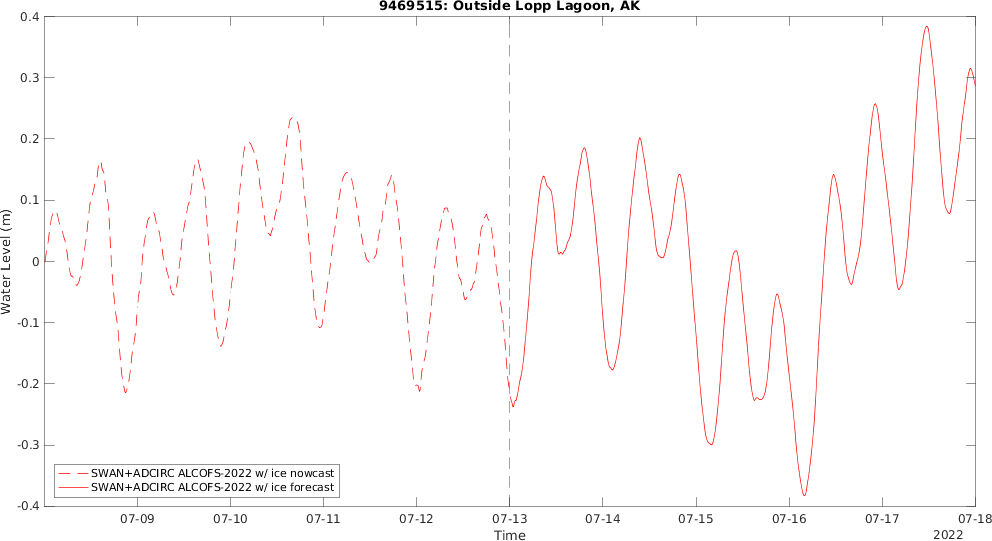 9469515: Outside Lopp Lagoon, AK
0.4
0.3
0.2
0.1
0
-0.1
-0.2
-0.3
-0.4
Water Level (m)
SWAN+ADCIRC ALCOFS-2022 w/ ice nowcast
SWAN+ADCIRC ALCOFS-2022 w/ ice forecast
07-09 07-10 07-11 07-12 07-13 07-14 07-15 07-16 07-17 07-18
Time
2022